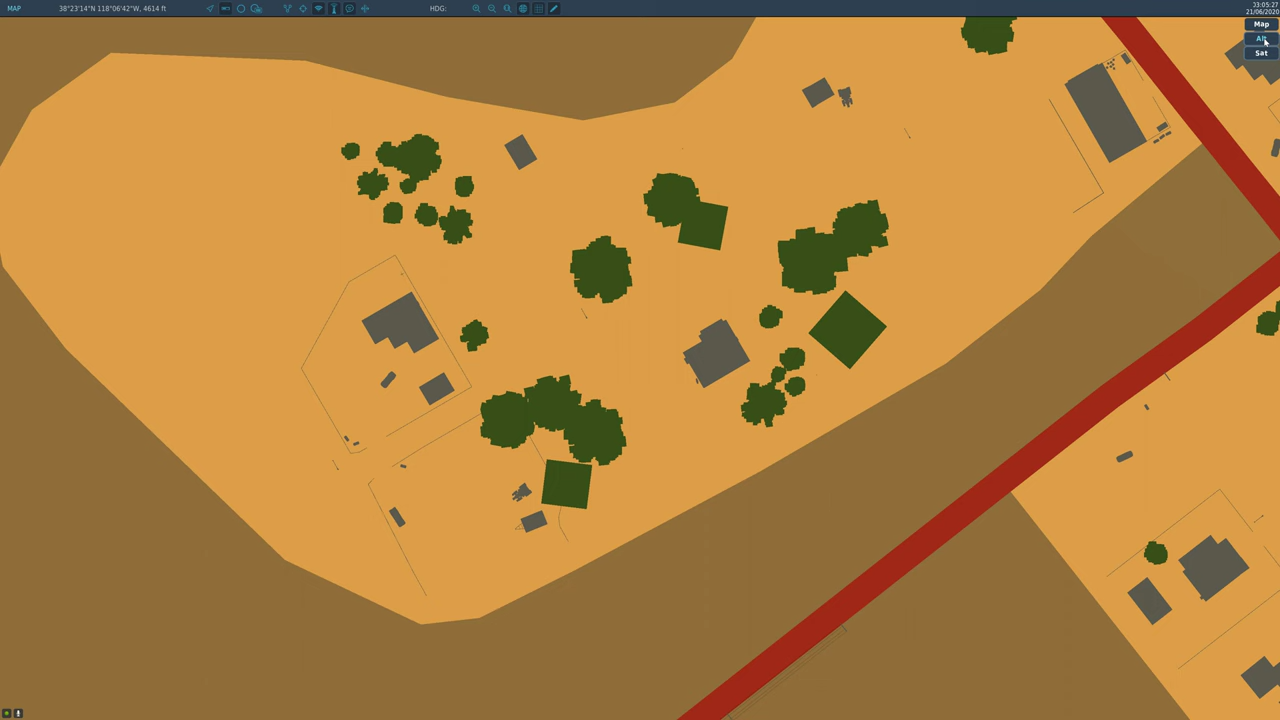 MAP
38°23'14"N 118°06'42"W, 4614 ft
HDG:
33:05:27
21/06/2020
Map
Alt
Sat